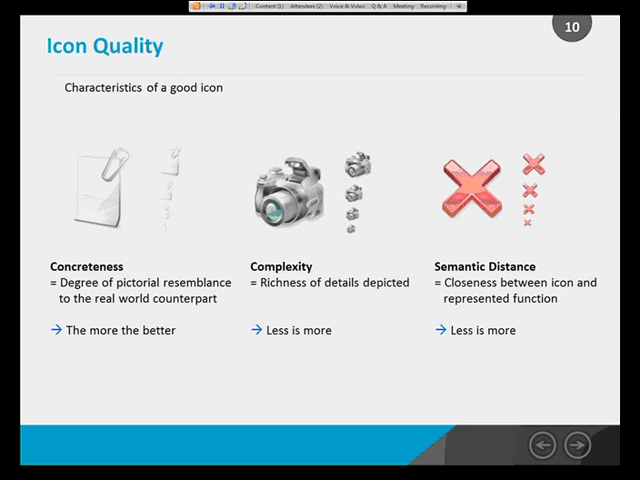 Content (1) Attendees (2) Voice & Video Q & A Meeting Recording
10
Icon Quality
Characteristics of a good icon
Concreteness
= Degree of pictorial resemblance
to the real world counterpart
→ The more the better
Complexity
= Richness of details depicted
→ Less is more
Semantic Distance
= Closeness between icon and
represented function
→ Less is more